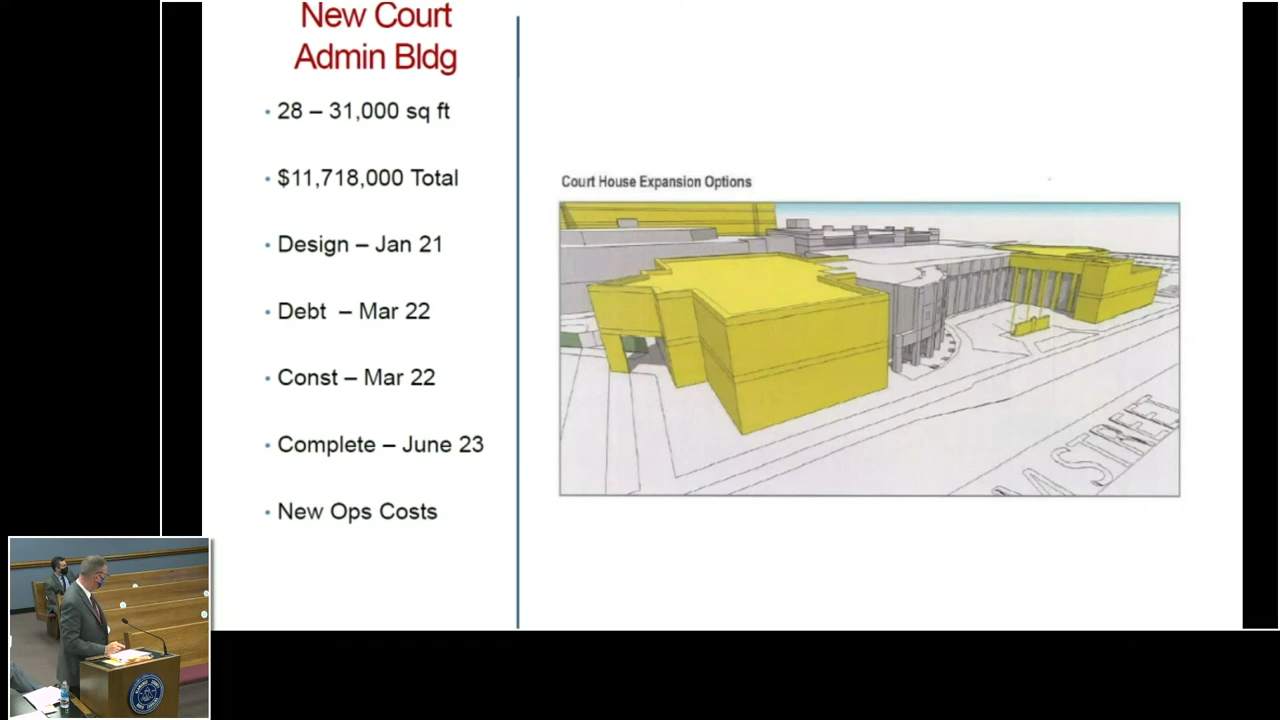 New Court
Admin Bldg
• 28 – 31,000 sq ft
• $11,718,000 Total
• Design – Jan 21
• Debt – Mar 22
• Const – Mar 22
• Complete – June 23
• New Ops Costs
Court House Expansion Options
STREET